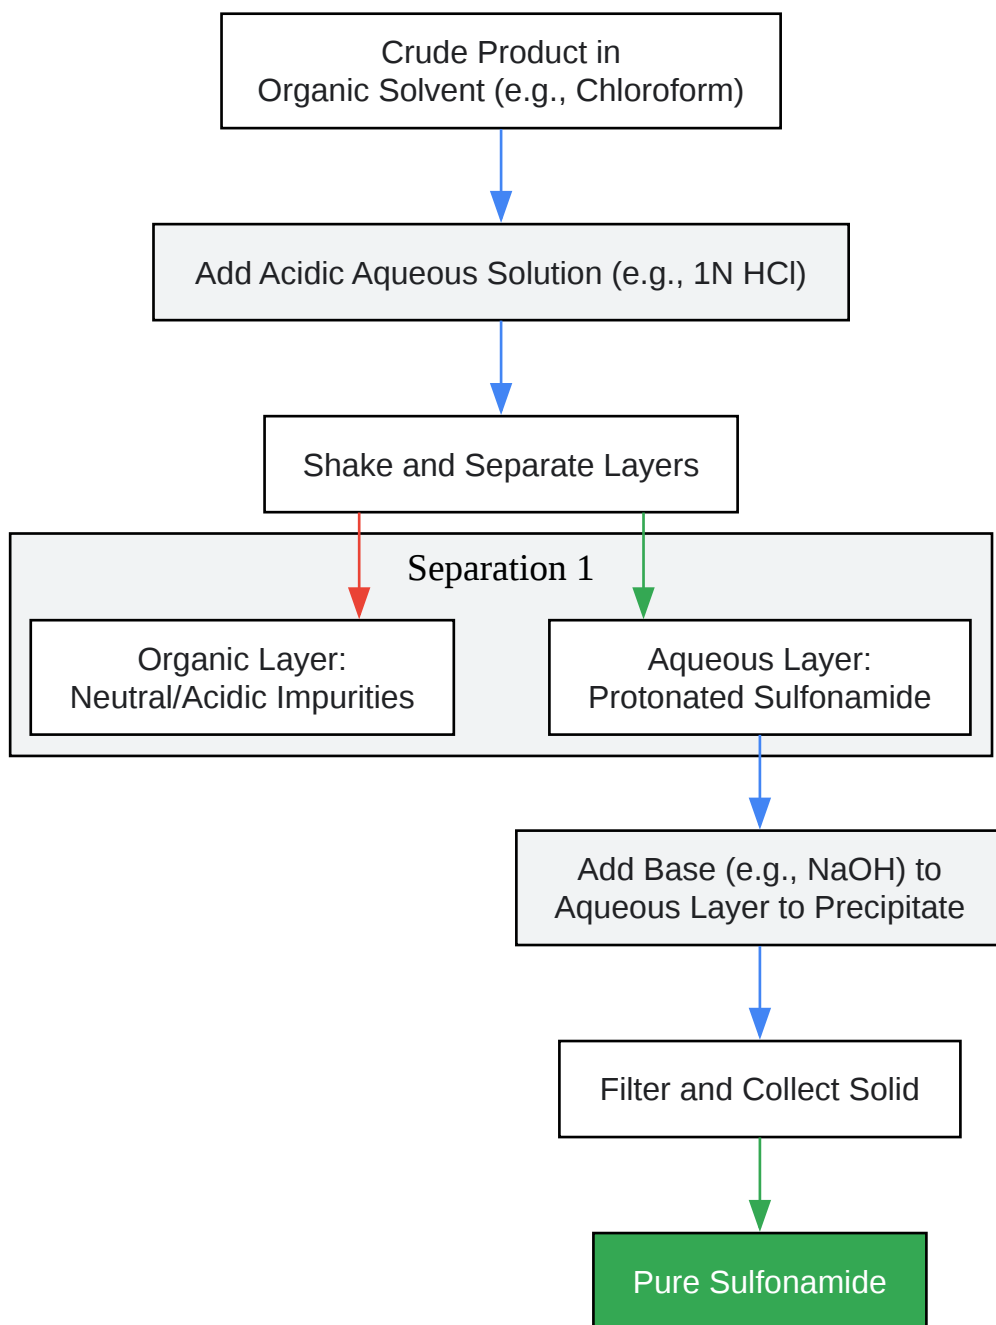 Crude Product in
Organic Solvent (e.g., Chloroform)
Add Acidic Aqueous Solution (e.g., 1N HCl)
Shake and Separate Layers
Separation 1
Organic Layer:
Neutral/Acidic Impurities
Aqueous Layer:
Protonated Sulfonamide
Add Base (e.g., NaOH) to
Aqueous Layer to Precipitate
Filter and Collect Solid
Pure Sulfonamide